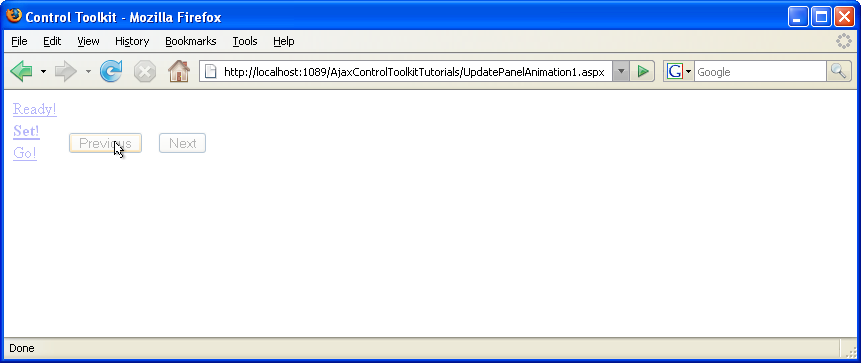 Control Toolkit - Mozilla Firefox
File Edit View History Bookmarks Tools Help
http://localhost:1089/AjaxControlToolkitTutorials/UpdatePanelAnimation1.aspx
G Google
Ready!
Set!
Go!
Previous Next
Done